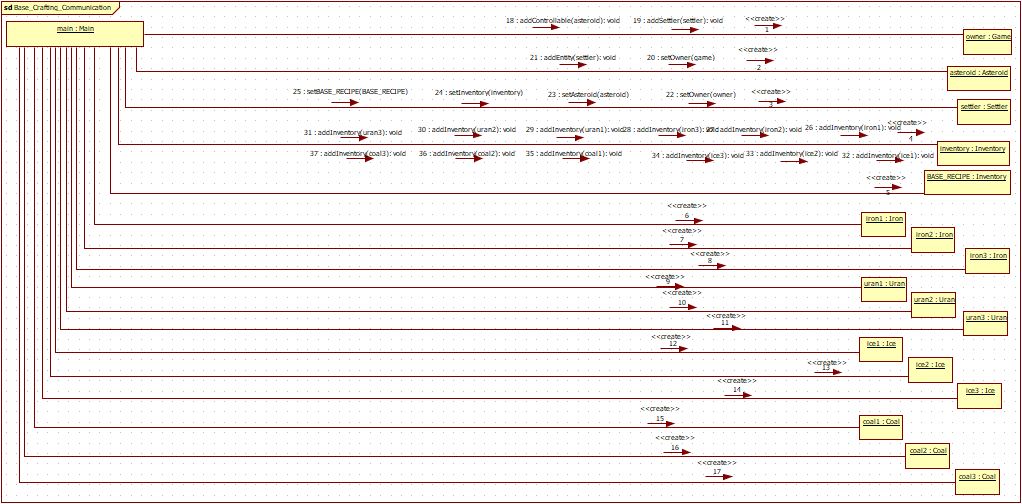 sd Base_Crafting_Communication
main : Main
18 : addControllable(asteroid): void 19 : addSettler(settler): void <<create>>
1
owner : Game
21 : addEntity(settler): void 20 : setOwner(game) <<create>>
2
asteroid : Asteroid
25 : setBASE_RECIPE(BASE_RECIPE) 24 : setInventory(inventory) 23 : setAsteroid(asteroid) 22 : setOwner(owner) <<create>>
3
settler : Settler
31 : addInventory(uran3): void 30 : addInventory(uran2): void 29 : addInventory(uran1): void 28 : addInventory(iron3): void addInventory(iron2): void 26 : addInventory(iron1): void <<create>>
4
inventory : Inventory
37 : addInventory(coal3): void 36 : addInventory(coal2): void 35 : addInventory(coal1): void 34 : addInventory(ice3): void 33 : addInventory(ice2): void 32 : addInventory(ice1): void
<<create>>
5
BASE_RECIPE : Inventory
<<create>>
6
iron1 : Iron
<<create>>
7
iron2 : Iron
<<create>>
8
iron3 : Iron
<<create>>
9
uran1 : Uran
<<create>>
10
uran2 : Uran
<<create>>
11
uran3 : Uran
<<create>>
12
ice1 : Ice
<<create>>
13
ice2 : Ice
<<create>>
14
ice3 : Ice
<<create>>
15
coal1 : Coal
<<create>>
16
coal2 : Coal
<<create>>
17
coal3 : Coal